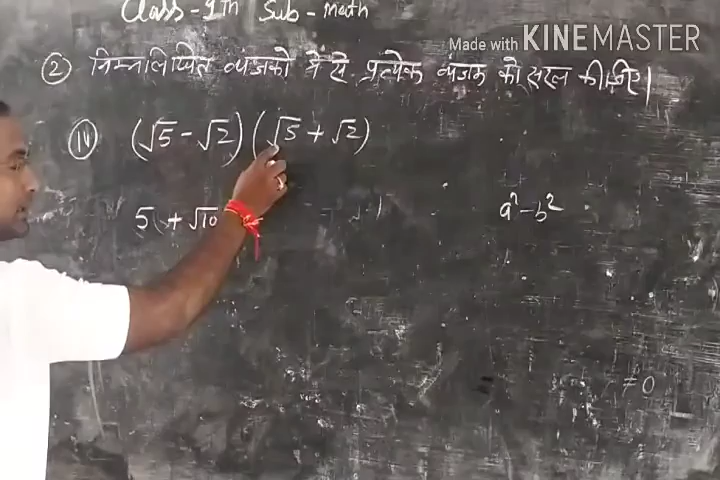 Class - 9th Sub - Math
Made with KINEMASTER
② निम्नलिखित व्यंजकों में से प्रत्येक व्यंजक को सरल कीजिए।
(iv) (√5 - √2) (√5 + √2)
5 + √10
a² - b²
= 0